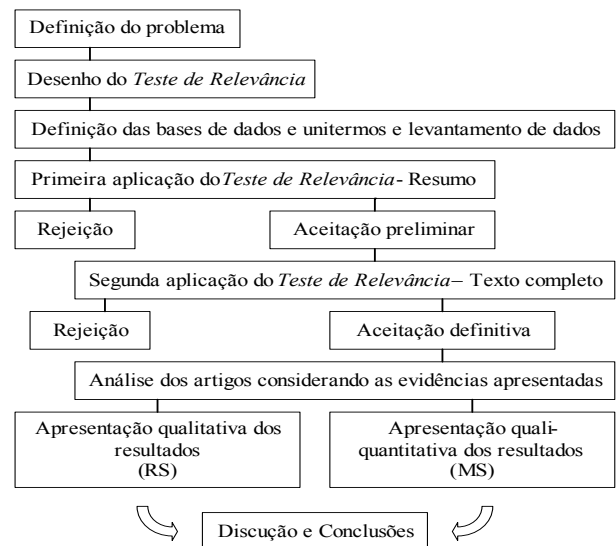 Definição do problema
Desenho do Teste de Relevância
Definição das bases de dados e unitermos e levantamento de dados
Primeira aplicação do Teste de Relevância - Resumo
Rejeição
Aceitação preliminar
Segunda aplicação do Teste de Relevância – Texto completo
Rejeição
Aceitação definitiva
Análise dos artigos considerando as evidências apresentadas
Apresentação qualitativa dos
resultados
(RS)
Apresentação quali-
quantitativa dos resultados
(MS)
Discução e Conclusões